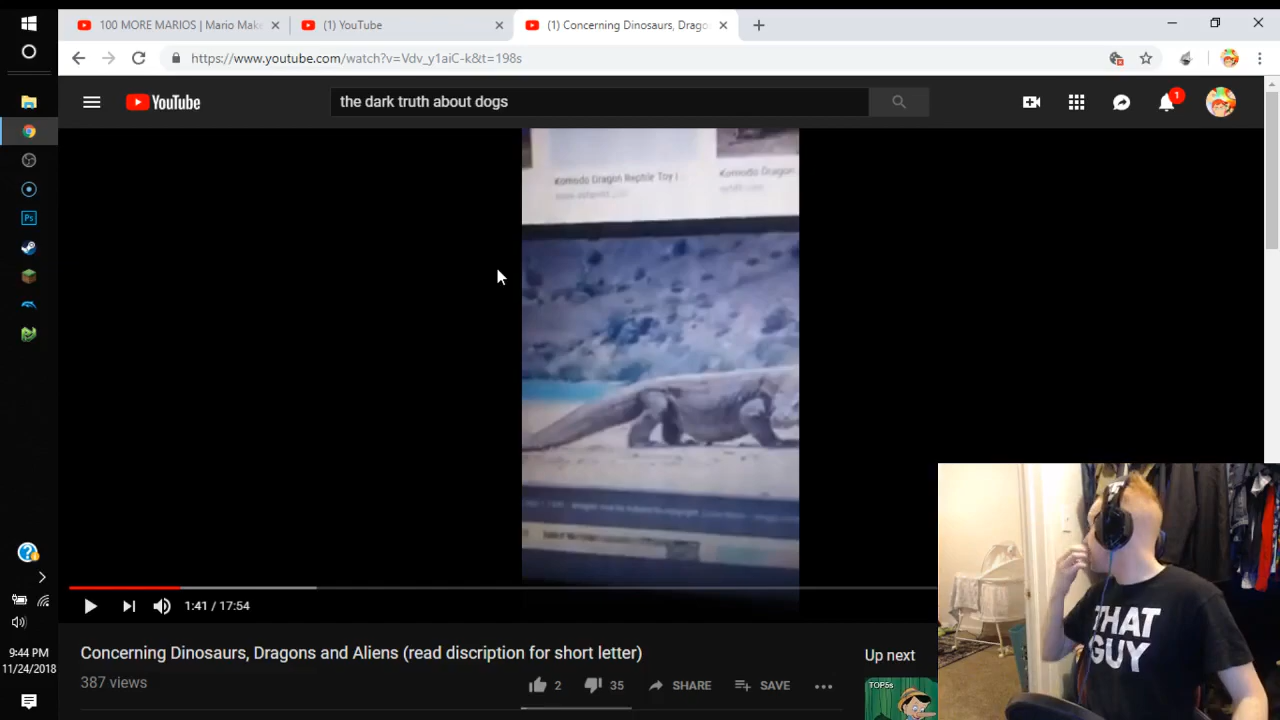 100 MORE MARIOS | Mario Make
(1) YouTube
(1) Concerning Dinosaurs, Drago
https://www.youtube.com/watch?v=Vdv_y1aiC-k&t=198s
YouTube
the dark truth about dogs
1
Komodo Dragon Reptile Toy |
Komodo Dragon
Ps
1:41 / 17:54
THAT
GUY
9:44 PM
11/24/2018
Concerning Dinosaurs, Dragons and Aliens (read discription for short letter)
Up next
387 views
2
35
SHARE
SAVE
TOP5s